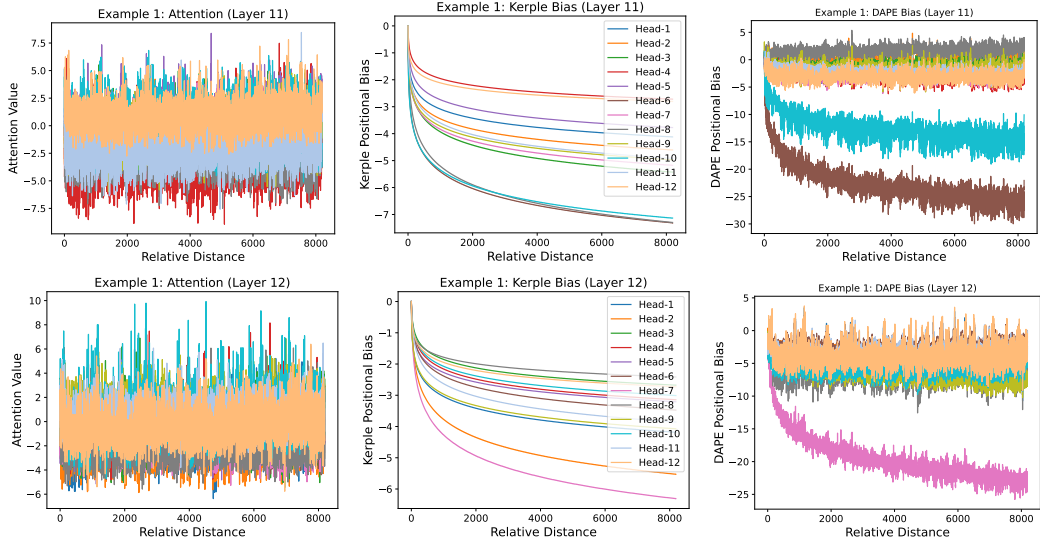 Example 1: Attention (Layer 11)
Attention Value
7.5
5.0
2.5
0.0
−2.5
−5.0
−7.5
0
2000
4000
6000
8000
Relative Distance
Example 1: Kerple Bias (Layer 11)
Kerple Positional Bias
0
−1
−2
−3
−4
−5
−6
−7
0
2000
4000
6000
8000
Relative Distance
Head-1
Head-2
Head-3
Head-4
Head-5
Head-6
Head-7
Head-8
Head-9
Head-10
Head-11
Head-12
Example 1: DAPE Bias (Layer 11)
DAPE Positional Bias
5
0
−5
−10
−15
−20
−25
−30
0
2000
4000
6000
8000
Relative Distance
Example 1: Attention (Layer 12)
Attention Value
10
8
6
4
2
0
−2
−4
−6
0
2000
4000
6000
8000
Relative Distance
Example 1: Kerple Bias (Layer 12)
Kerple Positional Bias
0
−1
−2
−3
−4
−5
−6
0
2000
4000
6000
8000
Relative Distance
Head-1
Head-2
Head-3
Head-4
Head-5
Head-6
Head-7
Head-8
Head-9
Head-10
Head-11
Head-12
Example 1: DAPE Bias (Layer 12)
DAPE Positional Bias
5
0
−5
−10
−15
−20
−25
0
2000
4000
6000
8000
Relative Distance